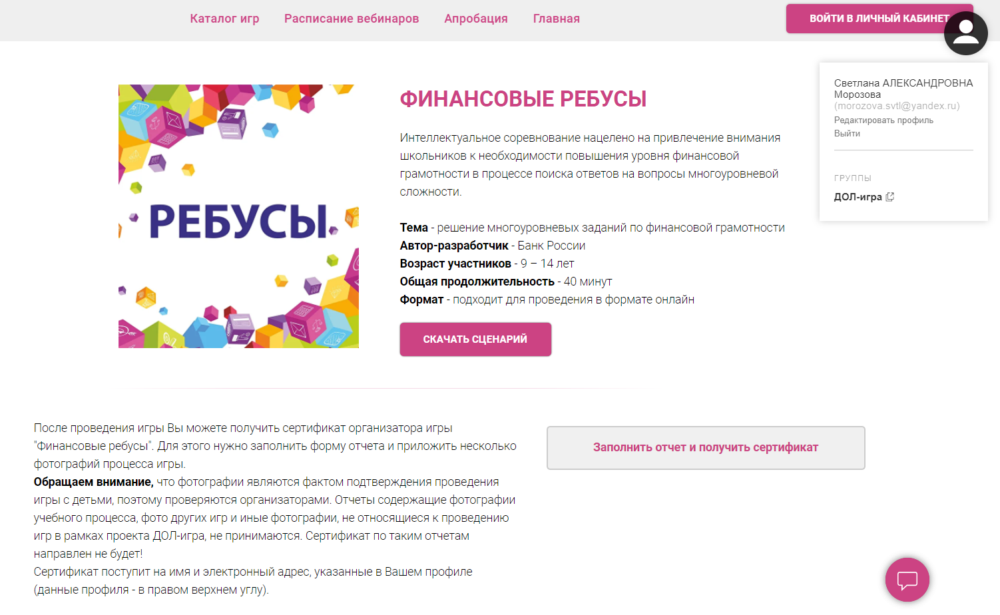 Каталог игр
Расписание вебинаров
Апробация
Главная
ВОЙТИ В ЛИЧНЫЙ КАБИНЕТ
Светлана АЛЕКСАНДРОВНА
Морозова
(morozova.svtl@yandex.ru)
Редактировать профиль
Выйти
ГРУППЫ
ДОЛ-игра
РЕБУСЫ
ФИНАНСОВЫЕ РЕБУСЫ
Интеллектуальное соревнование нацелено на привлечение внимания
школьников к необходимости повышения уровня финансовой
грамотности в процессе поиска ответов на вопросы многоуровневой
сложности.
Тема - решение многоуровневых заданий по финансовой грамотности
Автор-разработчик - Банк России
Возраст участников - 9 – 14 лет
Общая продолжительность - 40 минут
Формат - подходит для проведения в формате онлайн
СКАЧАТЬ СЦЕНАРИЙ
После проведения игры Вы можете получить сертификат организатора игры
"Финансовые ребусы". Для этого нужно заполнить форму отчета и приложить несколько
фотографий процесса игры.
Обращаем внимание, что фотографии являются фактом подтверждения проведения
игры с детьми, поэтому проверяются организаторами. Отчеты содержащие фотографии
учебного процесса, фото других игр и иные фотографии, не относящиеся к проведению
игр в рамках проекта ДОЛ-игра, не принимаются. Сертификат по таким отчетам
направлен не будет!
Сертификат поступит на имя и электронный адрес, указанные в Вашем профиле
(данные профиля - в правом верхнем углу).
Заполнить отчет и получить сертификат